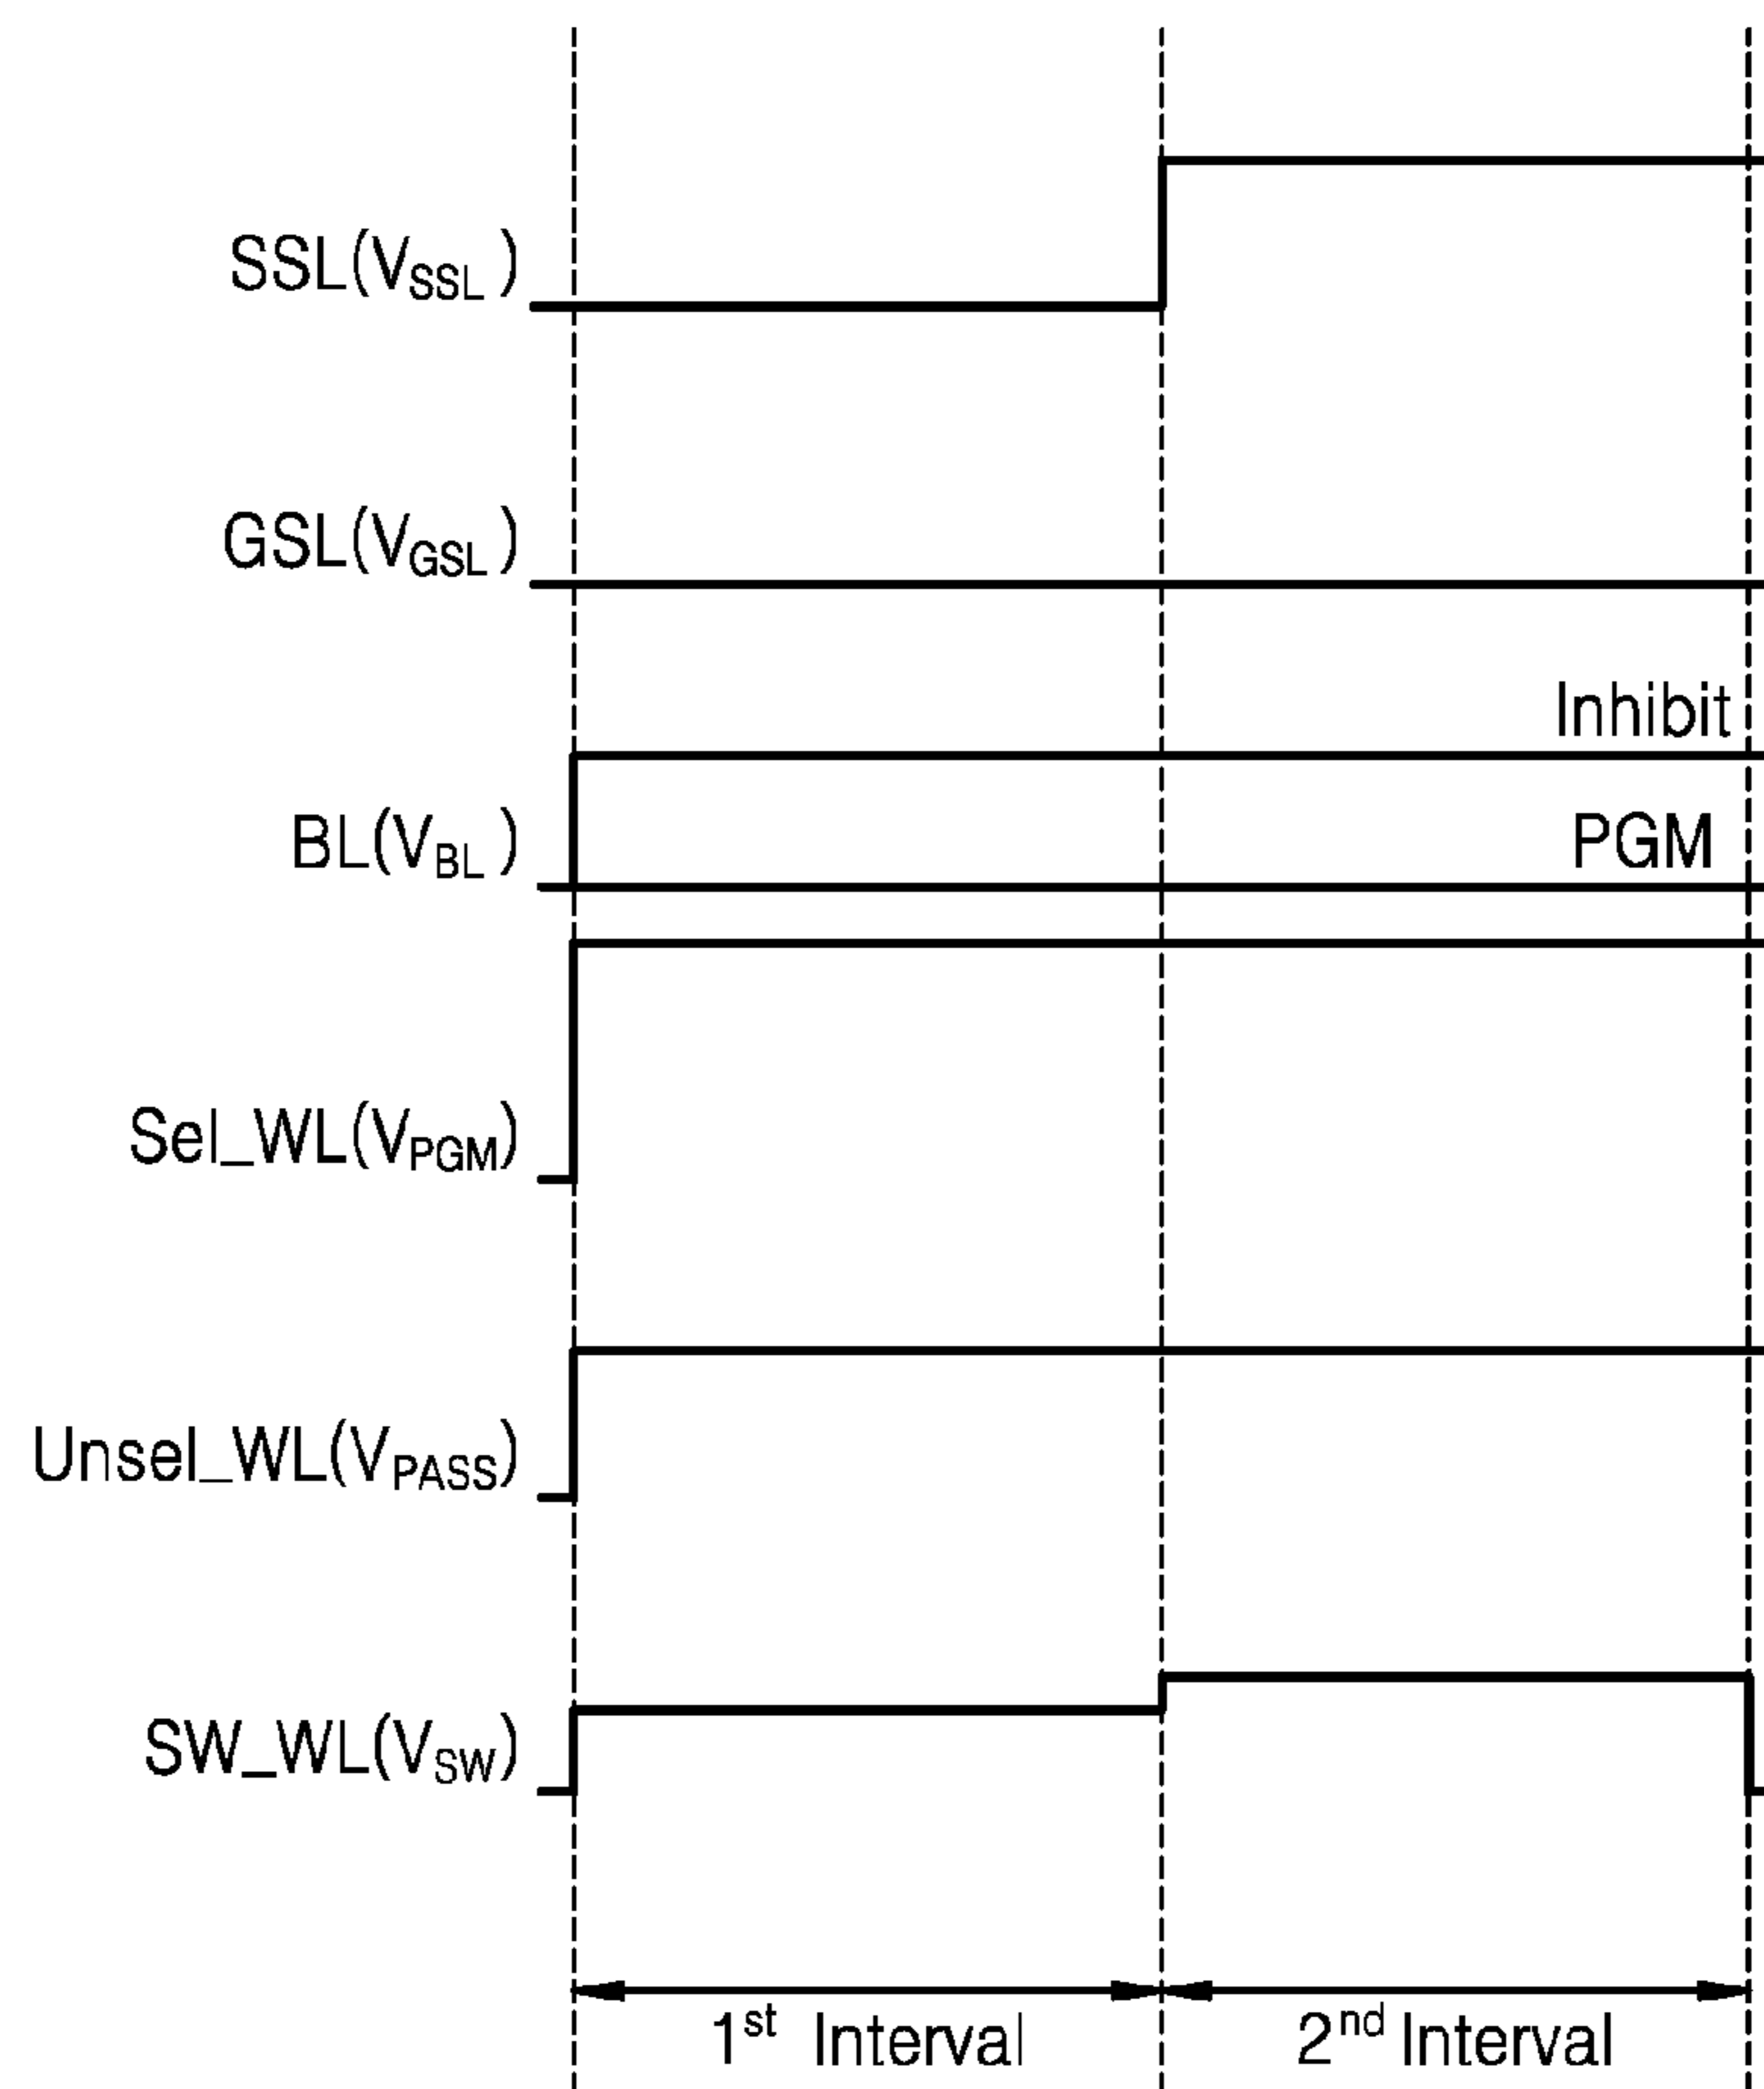 SSL(VSSL)
GSL(VGSL)
Inhibit
BL(VBL)
PGM
Sel_WL(VPGM)
Unsel_WL(VPASS)
SW_WL(VSW)
1st Interval
2nd Interval